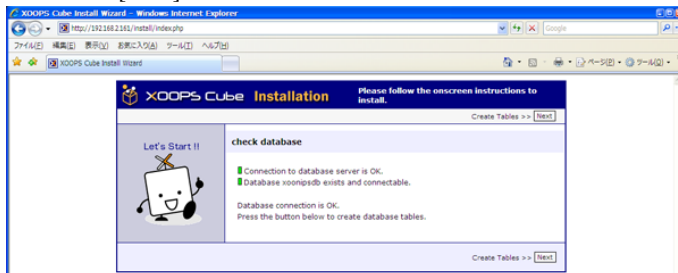 XOOPS Cube Install Wizard - Windows Internet Explorer
http://192.168.2.161/install/index.php
Google
ファイル(F) 編集(E) 表示(V) お気に入り(A) ツール(T) ヘルプ(H)
XOOPS Cube Install Wizard
ページ(P) ツール(O)
XOOPS Cube Installation
Please follow the onscreen instructions to install.
Create Tables >> Next
Let's Start !!
check database
Connection to database server is OK.
Database xoonipsdb exists and connectable.
Database connection is OK.
Press the button below to create database tables.
Create Tables >> Next